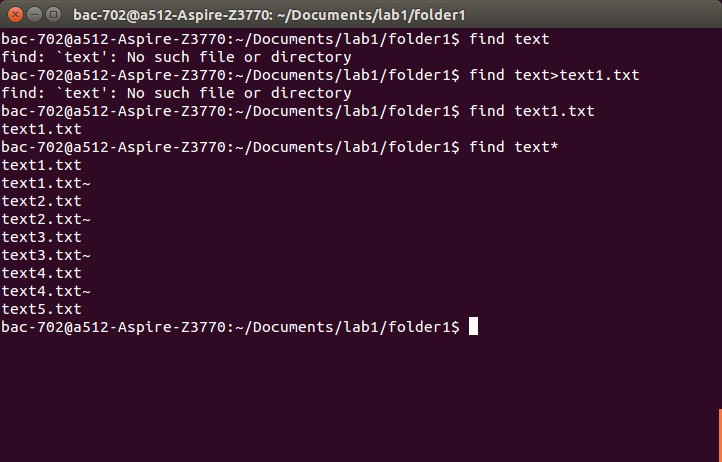 bac-702@a512-Aspire-Z3770: ~/Documents/lab1/folder1
bac-702@a512-Aspire-Z3770:~/Documents/lab1/folder1$ find text
find: `text': No such file or directory
bac-702@a512-Aspire-Z3770:~/Documents/lab1/folder1$ find text>text1.txt
find: `text': No such file or directory
bac-702@a512-Aspire-Z3770:~/Documents/lab1/folder1$ find text1.txt
text1.txt
bac-702@a512-Aspire-Z3770:~/Documents/lab1/folder1$ find text*
text1.txt
text1.txt~
text2.txt
text2.txt~
text3.txt
text3.txt~
text4.txt
text4.txt~
text5.txt
bac-702@a512-Aspire-Z3770:~/Documents/lab1/folder1$